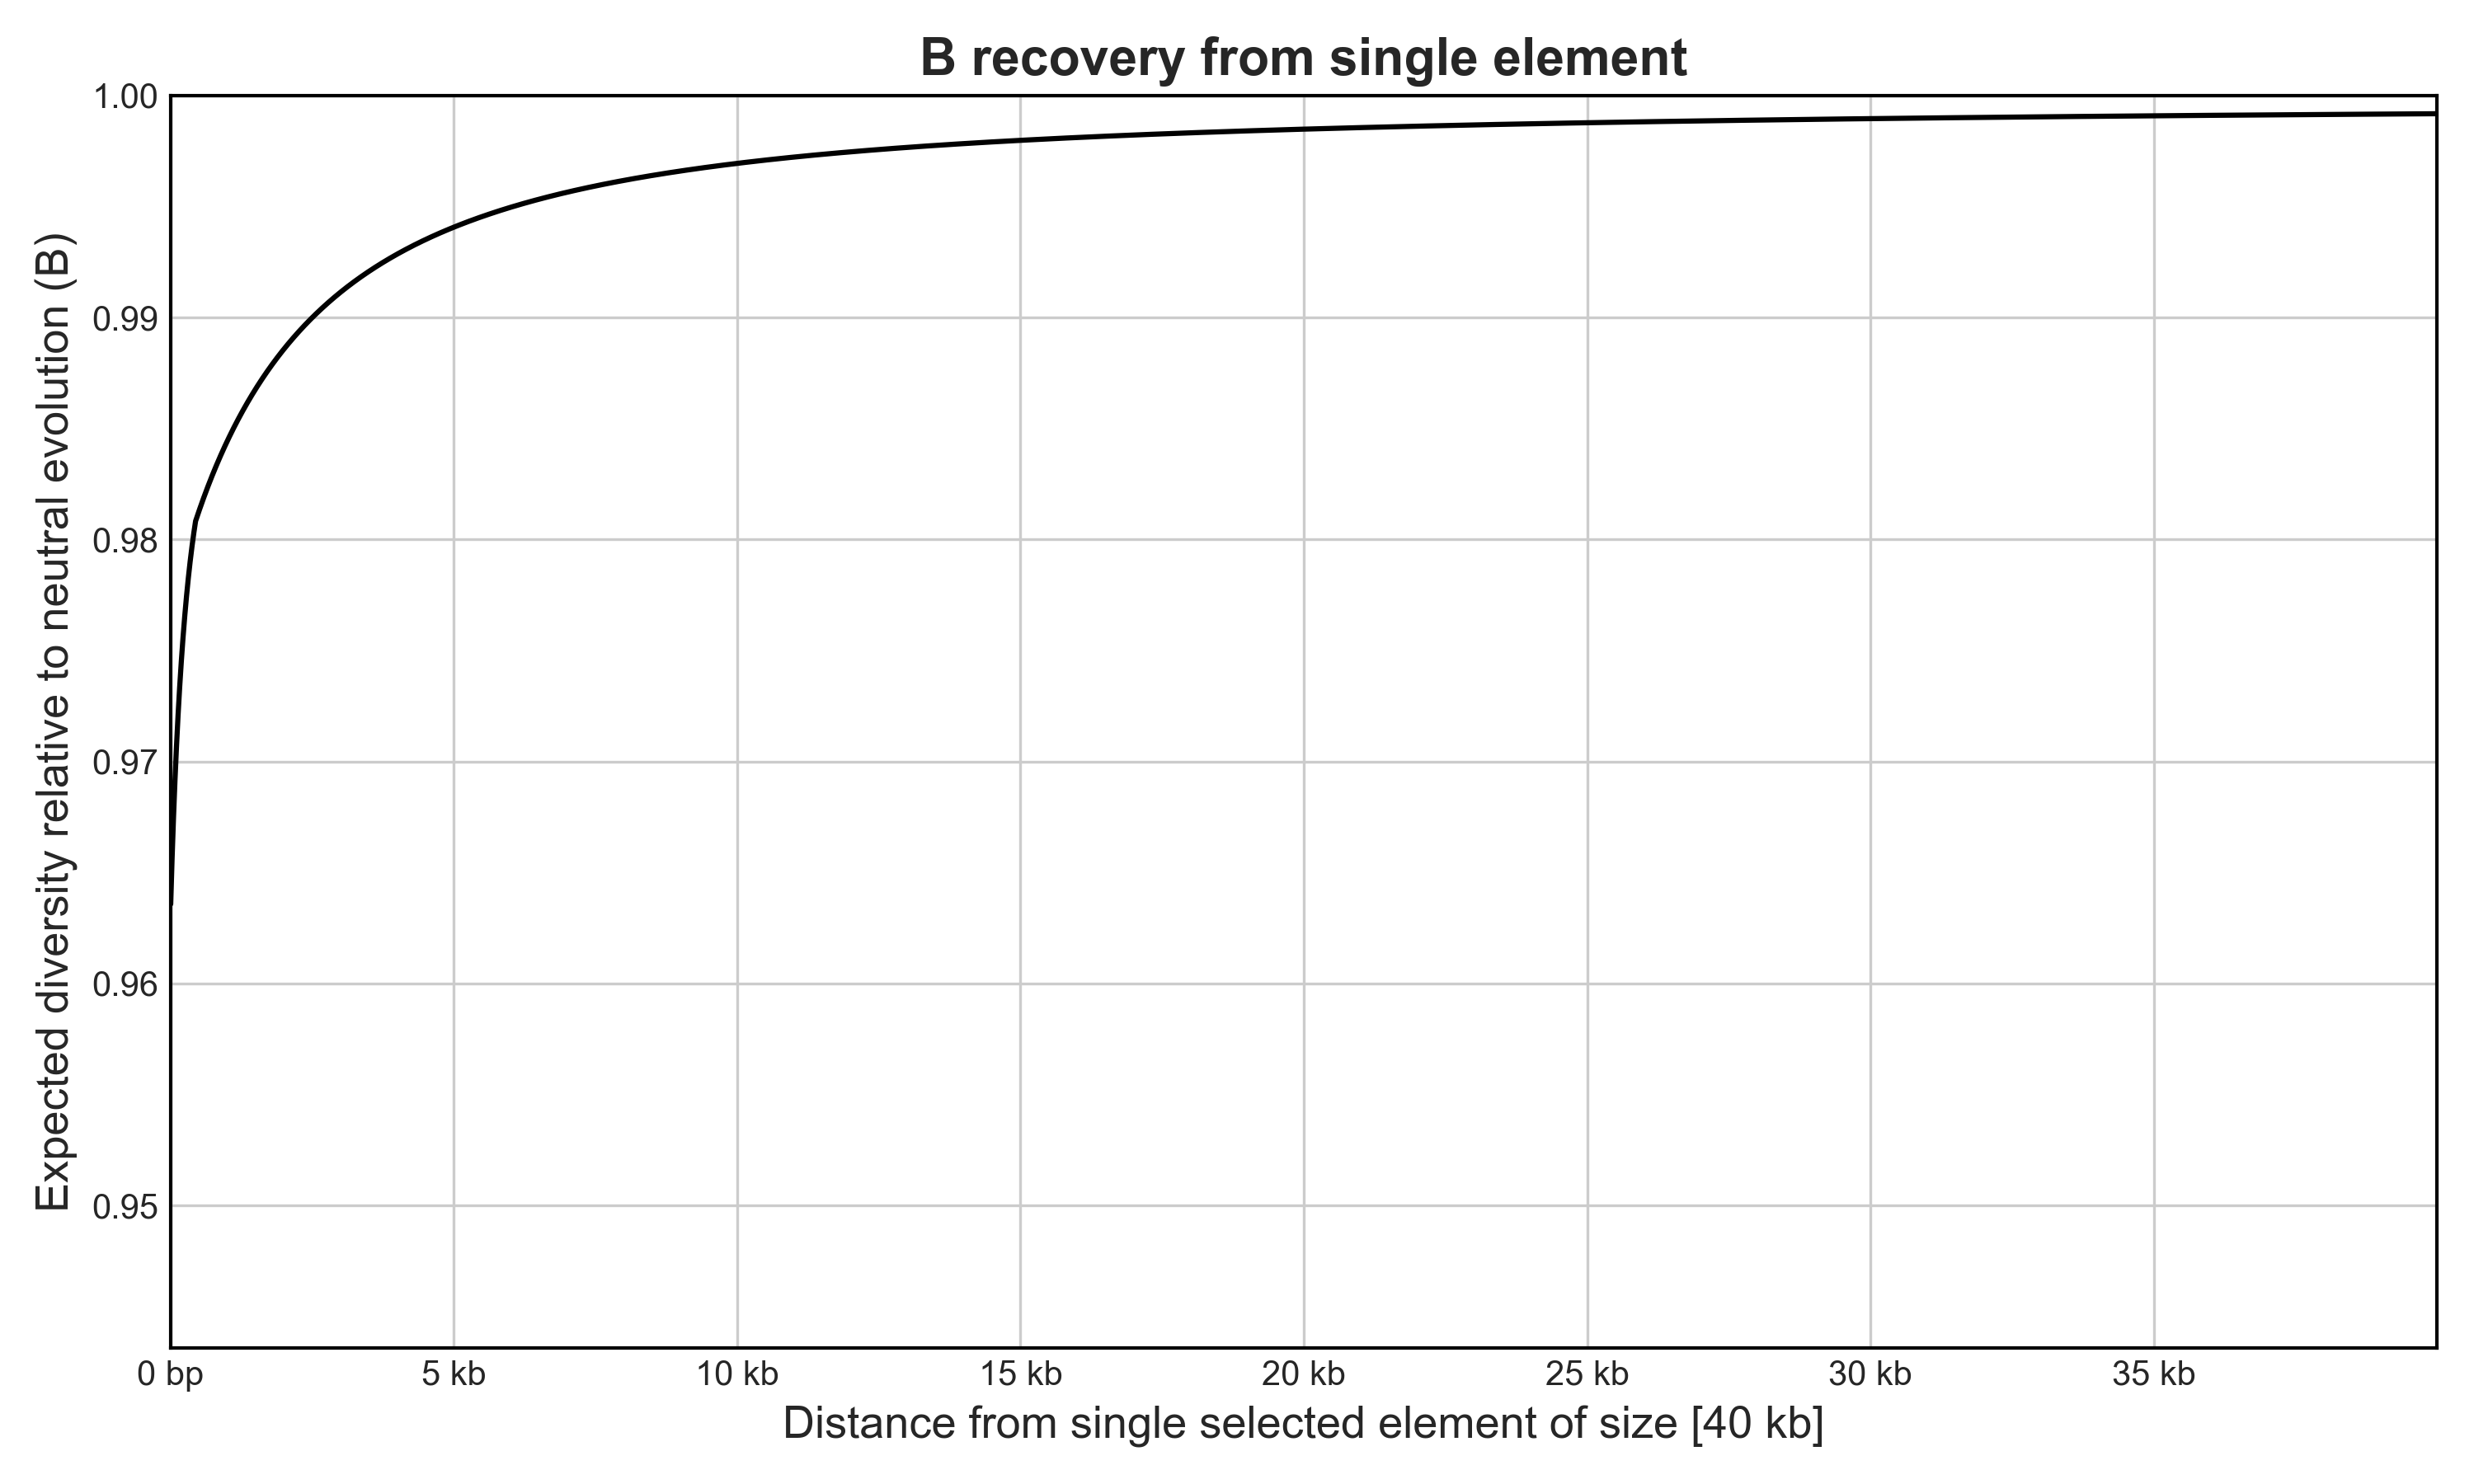 B recovery from single element
Expected diversity relative to neutral evolution (B)
1.00
0.99
0.98
0.97
0.96
0.95
0 bp
5 kb
10 kb
15 kb
20 kb
25 kb
30 kb
35 kb
Distance from single selected element of size [40 kb]